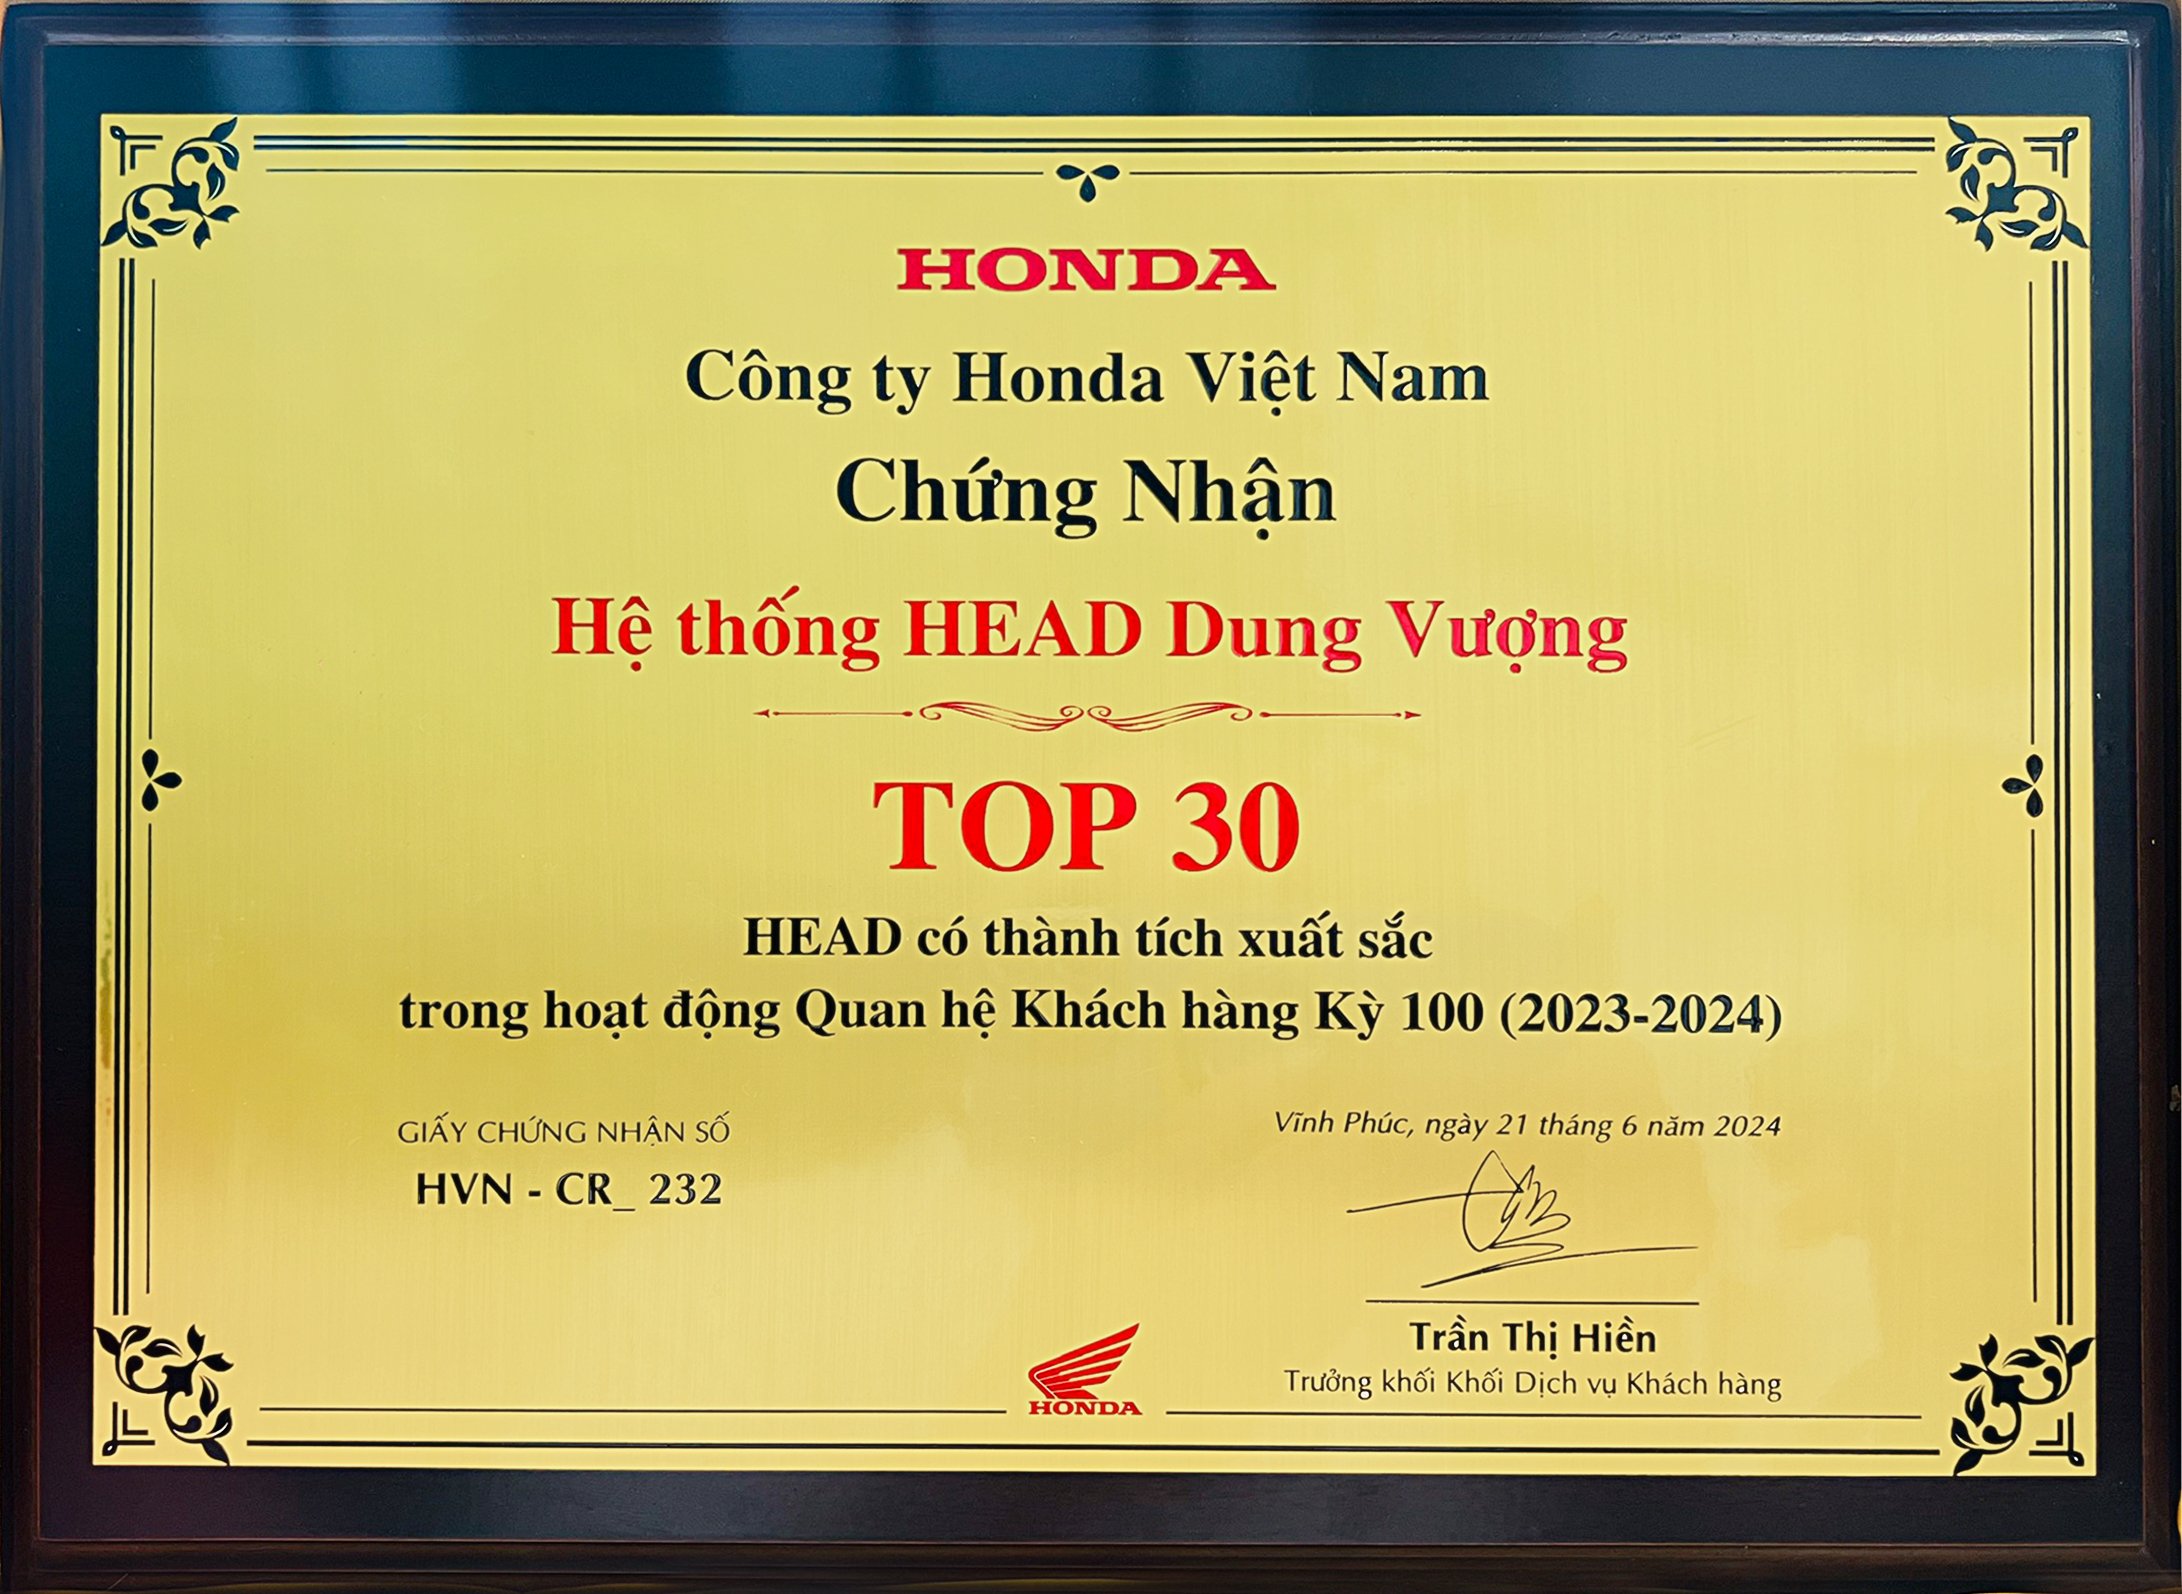 HONDA
Công ty Honda Việt Nam
Chứng Nhận
Hệ thống HEAD Dung Vượng
TOP 30
HEAD có thành tích xuất sắc
trong hoạt động Quan hệ Khách hàng Kỳ 100 (2023-2024)
GIẤY CHỨNG NHẬN SỐ
HVN - CR_ 232
Vĩnh Phúc, ngày 21 tháng 6 năm 2024
Trần Thị Hiền
Trưởng khối Khối Dịch vụ Khách hàng
HONDA